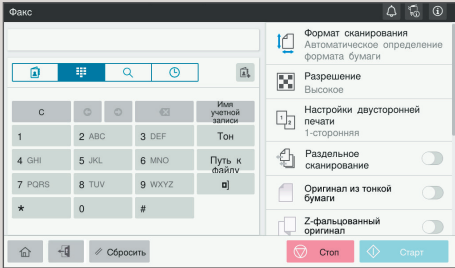 Факс
Формат сканирования
Автоматическое определение
формата бумаги
Разрешение
Высокое
Настройки двусторонней
печати
1-сторонняя
Раздельное
сканирование
Оригинал из тонкой
бумаги
Z-фальцованный
оригинал
C
Имя
учетной
записи
1
2 ABC
3 DEF
Тон
4 GHI
5 JKL
6 MNO
Путь к
файлу
7 PQRS
8 TUV
9 WXYZ
*
0
#
Сбросить
Стоп
Старт